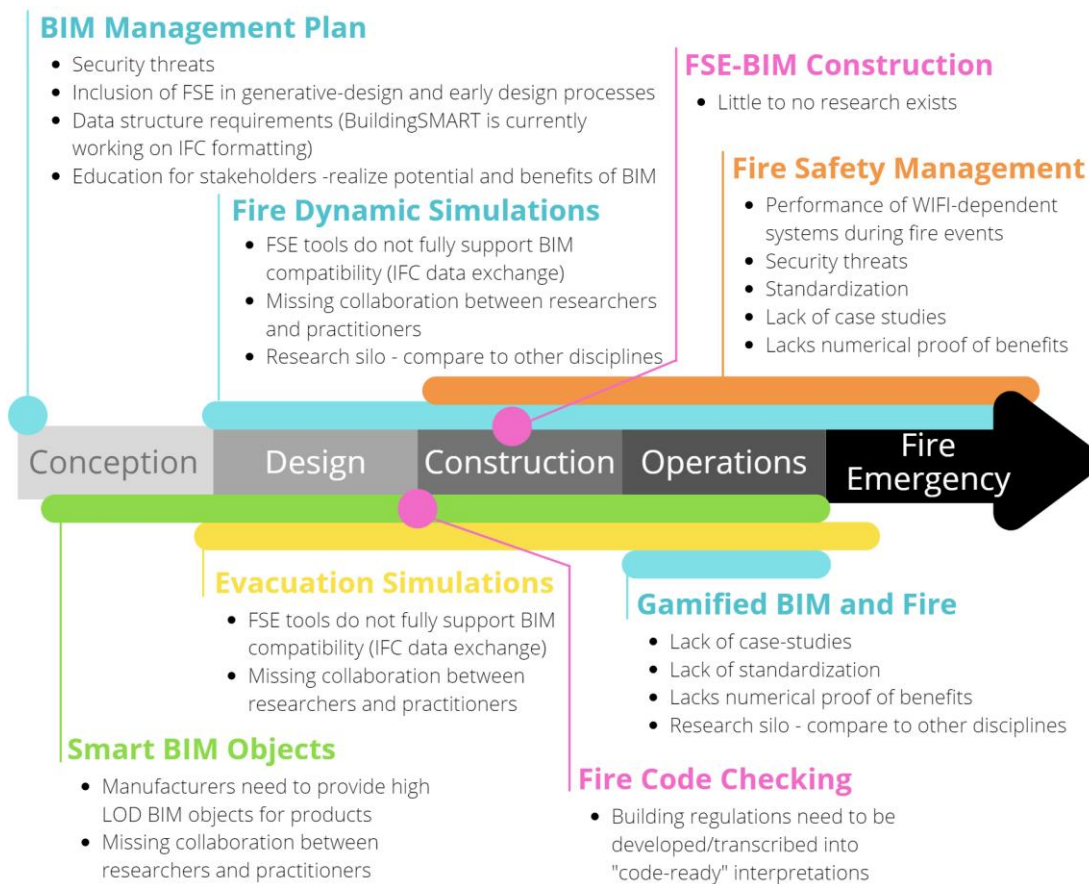 BIM Management Plan
• Security threats
• Inclusion of FSE in generative-design and early design processes
• Data structure requirements (BuildingSMART is currently
working on IFC formatting)
• Education for stakeholders -realize potential and benefits of BIM
FSE-BIM Construction
• Little to no research exists
Fire Dynamic Simulations
• FSE tools do not fully support BIM
compatibility (IFC data exchange)
• Missing collaboration between researchers
and practitioners
• Research silo - compare to other disciplines
Fire Safety Management
• Performance of WIFI-dependent
systems during fire events
• Security threats
• Standardization
• Lack of case studies
• Lacks numerical proof of benefits
Conception
Design
Construction
Operations
Fire
Emergency
Evacuation Simulations
• FSE tools do not fully support BIM
compatibility (IFC data exchange)
• Missing collaboration between
researchers and practitioners
Gamified BIM and Fire
• Lack of case-studies
• Lack of standardization
• Lacks numerical proof of benefits
• Research silo - compare to other disciplines
Smart BIM Objects
• Manufacturers need to provide high
LOD BIM objects for products
• Missing collaboration between
researchers and practitioners
Fire Code Checking
• Building regulations need to be
developed/transcribed into
"code-ready" interpretations